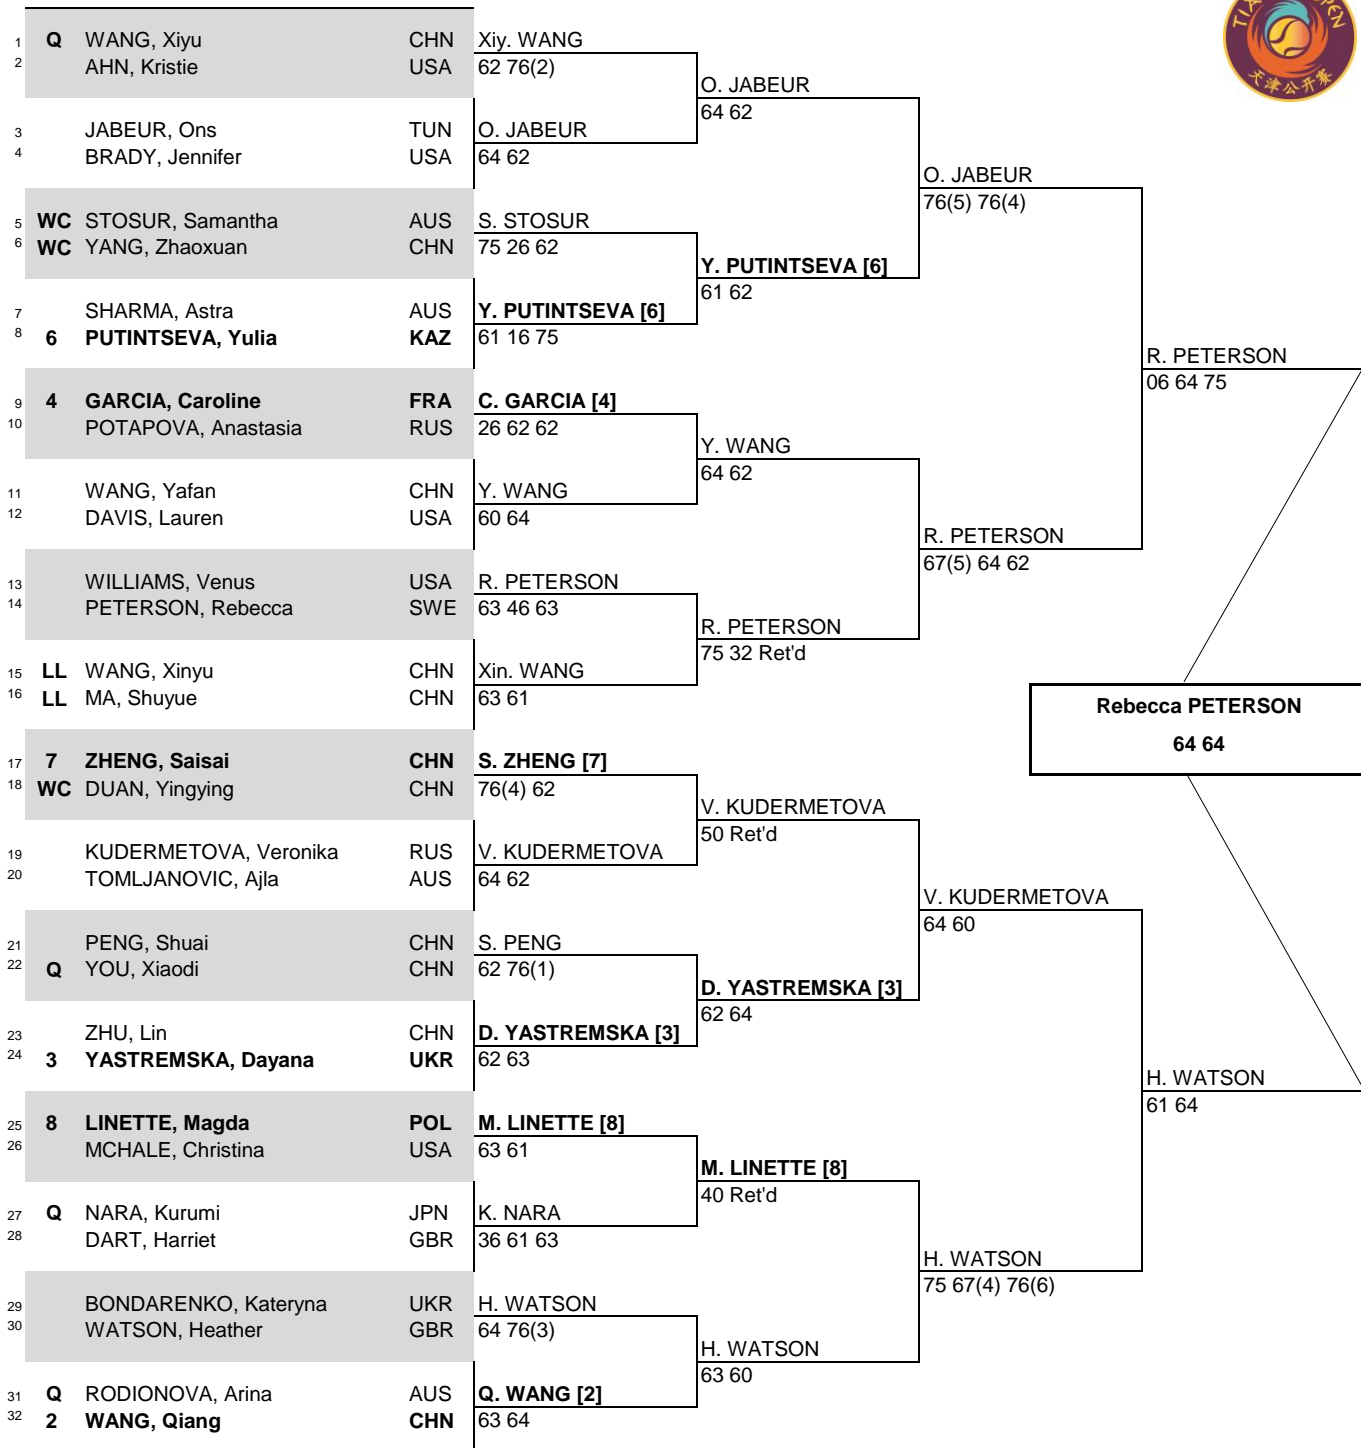 1 Q WANG, Xiyu CHN
2 AHN, Kristie USA
3 JABEUR, Ons TUN
4 BRADY, Jennifer USA
5 WC STOSUR, Samantha AUS
6 WC YANG, Zhaoxuan CHN
7 SHARMA, Astra AUS
8 6 PUTINTSEVA, Yulia KAZ
9 4 GARCIA, Caroline FRA
10 POTAPOVA, Anastasia RUS
11 WANG, Yafan CHN
12 DAVIS, Lauren USA
13 WILLIAMS, Venus USA
14 PETERSON, Rebecca SWE
15 LL WANG, Xinyu CHN
16 LL MA, Shuyue CHN
17 7 ZHENG, Saisai CHN
18 WC DUAN, Yingying CHN
19 KUDERMETOVA, Veronika RUS
20 TOMLJANOVIC, Ajla AUS
21 PENG, Shuai CHN
22 Q YOU, Xiaodi CHN
23 ZHU, Lin CHN
24 3 YASTREMSKA, Dayana UKR
25 8 LINETTE, Magda POL
26 MCHALE, Christina USA
27 Q NARA, Kurumi JPN
28 DART, Harriet GBR
29 BONDARENKO, Kateryna UKR
30 WATSON, Heather GBR
31 Q RODIONOVA, Arina AUS
32 2 WANG, Qiang CHN
Xiy. WANG
62 76(2)
O. JABEUR
64 62
S. STOSUR
75 26 62
Y. PUTINTSEVA [6]
61 16 75
C. GARCIA [4]
26 62 62
Y. WANG
60 64
R. PETERSON
63 46 63
Xin. WANG
63 61
S. ZHENG [7]
76(4) 62
V. KUDERMETOVA
64 62
S. PENG
62 76(1)
D. YASTREMSKA [3]
62 63
M. LINETTE [8]
63 61
K. NARA
36 61 63
H. WATSON
64 76(3)
Q. WANG [2]
63 64
O. JABEUR
64 62
Y. PUTINTSEVA [6]
61 62
Y. WANG
64 62
R. PETERSON
75 32 Ret'd
V. KUDERMETOVA
50 Ret'd
D. YASTREMSKA [3]
62 64
M. LINETTE [8]
40 Ret'd
H. WATSON
63 60
O. JABEUR
76(5) 76(4)
R. PETERSON
67(5) 64 62
V. KUDERMETOVA
64 60
H. WATSON
75 67(4) 76(6)
R. PETERSON
06 64 75
H. WATSON
61 64
Rebecca PETERSON
64 64
天津公开赛